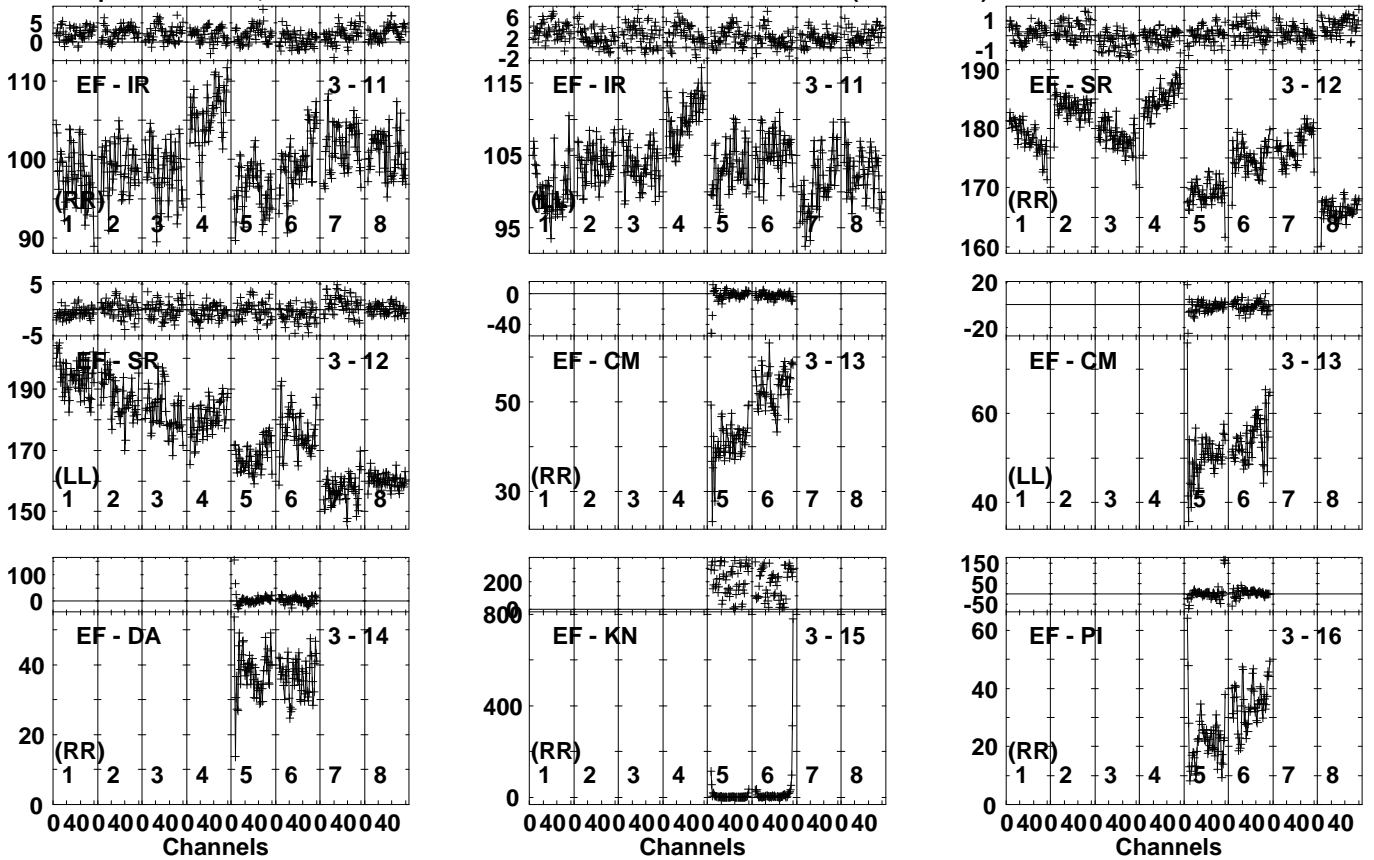 5 0
6 2 -2
1 -1
EF - IR 3 - 11
110 100 90
(RR)
1 2 3 4 5 6 7 8
EF - IR 3 - 11
115 105 95
(LL)
1 2 3 4 5 6 7 8
EF - SR 3 - 12
190 180 170 160
(RR)
1 2 3 4 5 6 7 8
5 -5
0 -40
20 -20
EF - SR 3 - 12
190 170 150
(LL)
1 2 3 4 5 6 7 8
EF - CM 3 - 13
50 30
(RR)
1 2 3 4 5 6 7 8
EF - CM 3 - 13
60 40
(LL)
1 2 3 4 5 6 7 8
100 0
200 0
150 50 -50
EF - DA 3 - 14
40 20 0
(RR)
1 2 3 4 5 6 7 8
EF - KN 3 - 15
800 400 0
(RR)
1 2 3 4 5 6 7 8
EF - PI 3 - 16
60 40 20 0
(RR)
1 2 3 4 5 6 7 8
0 40 0 40 0 40 0 40 0 40 0 40 0 40 0 40
0 40 0 40 0 40 0 40 0 40 0 40 0 40 0 40
0 40 0 40 0 40 0 40 0 40 0 40 0 40 0 40
Channels Channels Channels